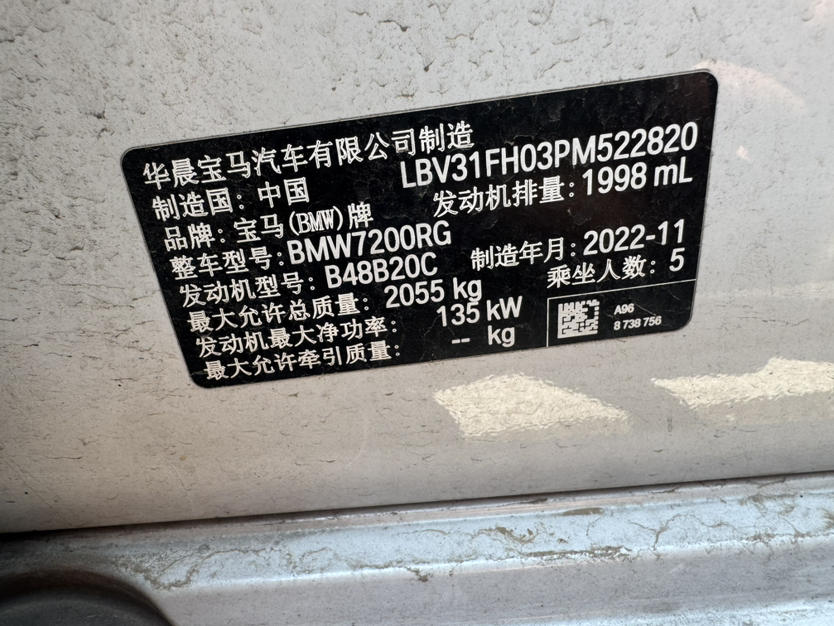 华晨宝马汽车有限公司制造
LBV31FH03PM522820
制造国：中国
发动机排量：1998 mL
品牌：宝马(BMW)牌
整车型号：BMW7200RG
制造年月：2022-11
发动机型号：B48B20C
乘坐人数：5
最大允许总质量：2055 kg
发动机最大净功率：135 kW
最大允许牵引质量：-- kg
A96
8 738 756